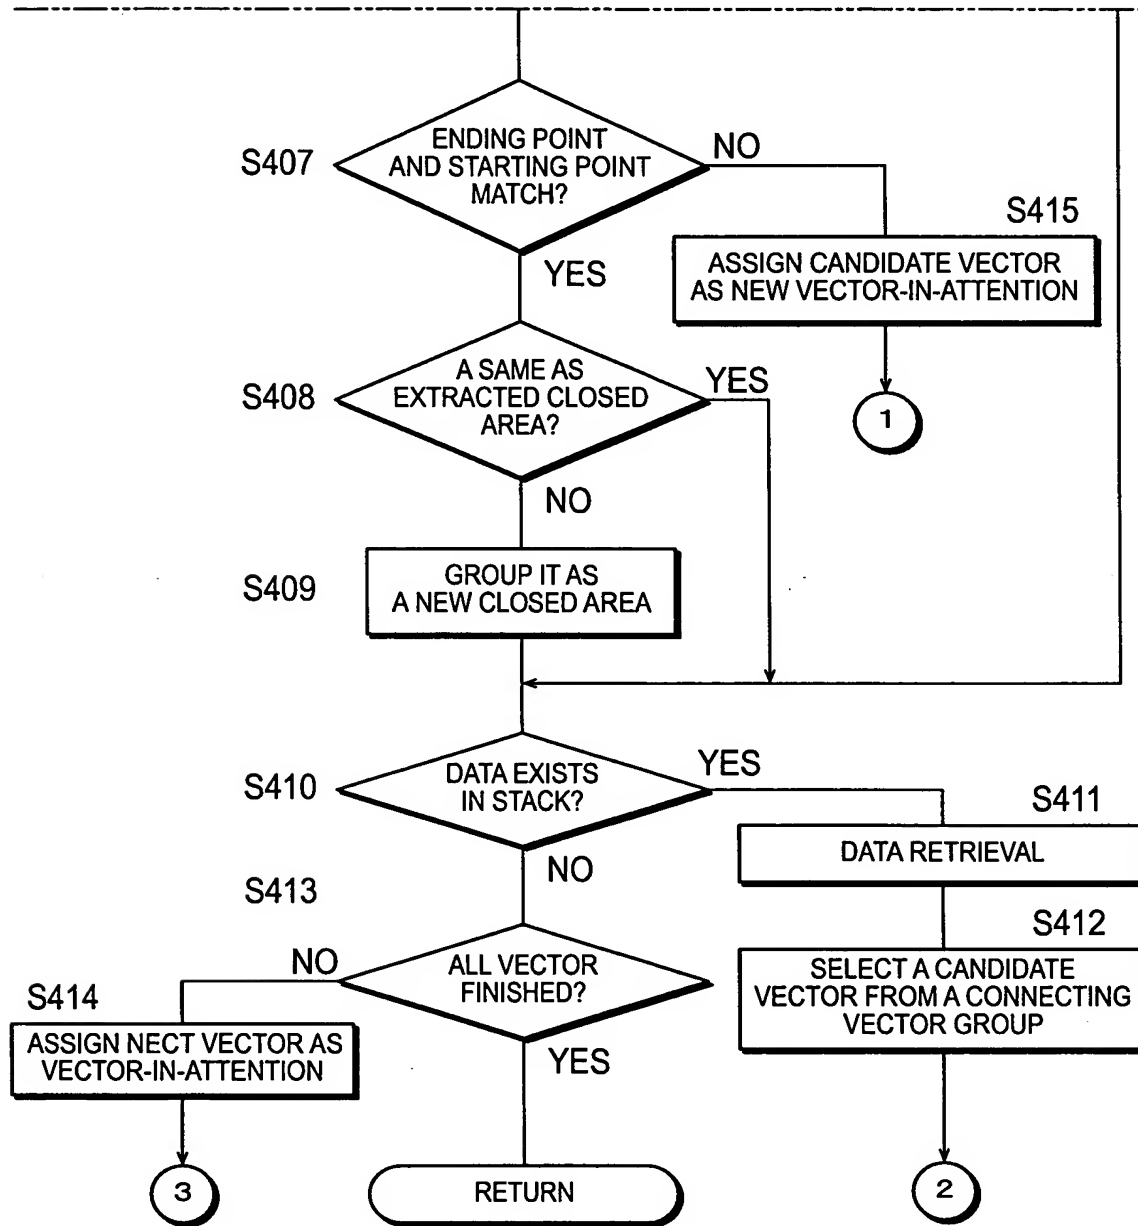 ENDING POINT
AND STARTING POINT
MATCH?
S407
NO
YES
S415
ASSIGN CANDIDATE VECTOR
AS NEW VECTOR-IN-ATTENTION
1
S408
A SAME AS
EXTRACTED CLOSED
AREA?
YES
NO
S409
GROUP IT AS
A NEW CLOSED AREA
S410
DATA EXISTS
IN STACK?
YES
NO
S411
DATA RETRIEVAL
S412
SELECT A CANDIDATE
VECTOR FROM A CONNECTING
VECTOR GROUP
2
S413
ALL VECTOR
FINISHED?
NO
YES
S414
ASSIGN NECT VECTOR AS
VECTOR-IN-ATTENTION
3
RETURN